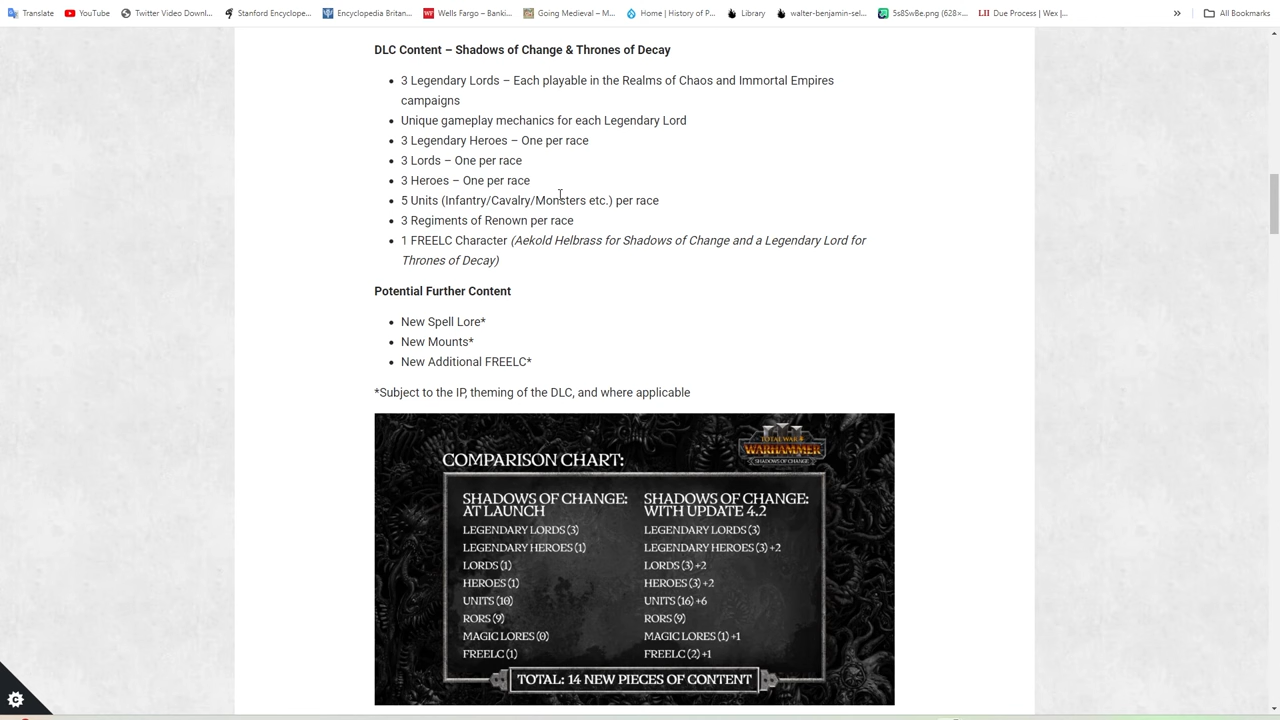 Translate YouTube Twitter Video Downl... Stanford Encyclope... Encyclopedia Britan... Wells Fargo – Banki... Going Medieval – M... Home | History of P... Library walter-benjamin-sel... 5s8SwBe.png (628×... LII Due Process | Wex |... » All Bookmarks
DLC Content – Shadows of Change & Thrones of Decay
• 3 Legendary Lords – Each playable in the Realms of Chaos and Immortal Empires
campaigns
• Unique gameplay mechanics for each Legendary Lord
• 3 Legendary Heroes – One per race
• 3 Lords – One per race
• 3 Heroes – One per race
• 5 Units (Infantry/Cavalry/Monsters etc.) per race
• 3 Regiments of Renown per race
• 1 FREELC Character (Aekold Helbrass for Shadows of Change and a Legendary Lord for
Thrones of Decay)
Potential Further Content
• New Spell Lore*
• New Mounts*
• New Additional FREELC*
*Subject to the IP, theming of the DLC, and where applicable
TOTAL WAR
WARHAMMER
SHADOWS OF CHANGE
COMPARISON CHART:
SHADOWS OF CHANGE:
AT LAUNCH
LEGENDARY LORDS (3)
LEGENDARY HEROES (1)
LORDS (1)
HEROES (1)
UNITS (10)
RORS (9)
MAGIC LORES (0)
FREELC (1)
SHADOWS OF CHANGE:
WITH UPDATE 4.2
LEGENDARY LORDS (3)
LEGENDARY HEROES (3) +2
LORDS (3) +2
HEROES (3) +2
UNITS (16) +6
RORS (9)
MAGIC LORES (1) +1
FREELC (2) +1
TOTAL: 14 NEW PIECES OF CONTENT